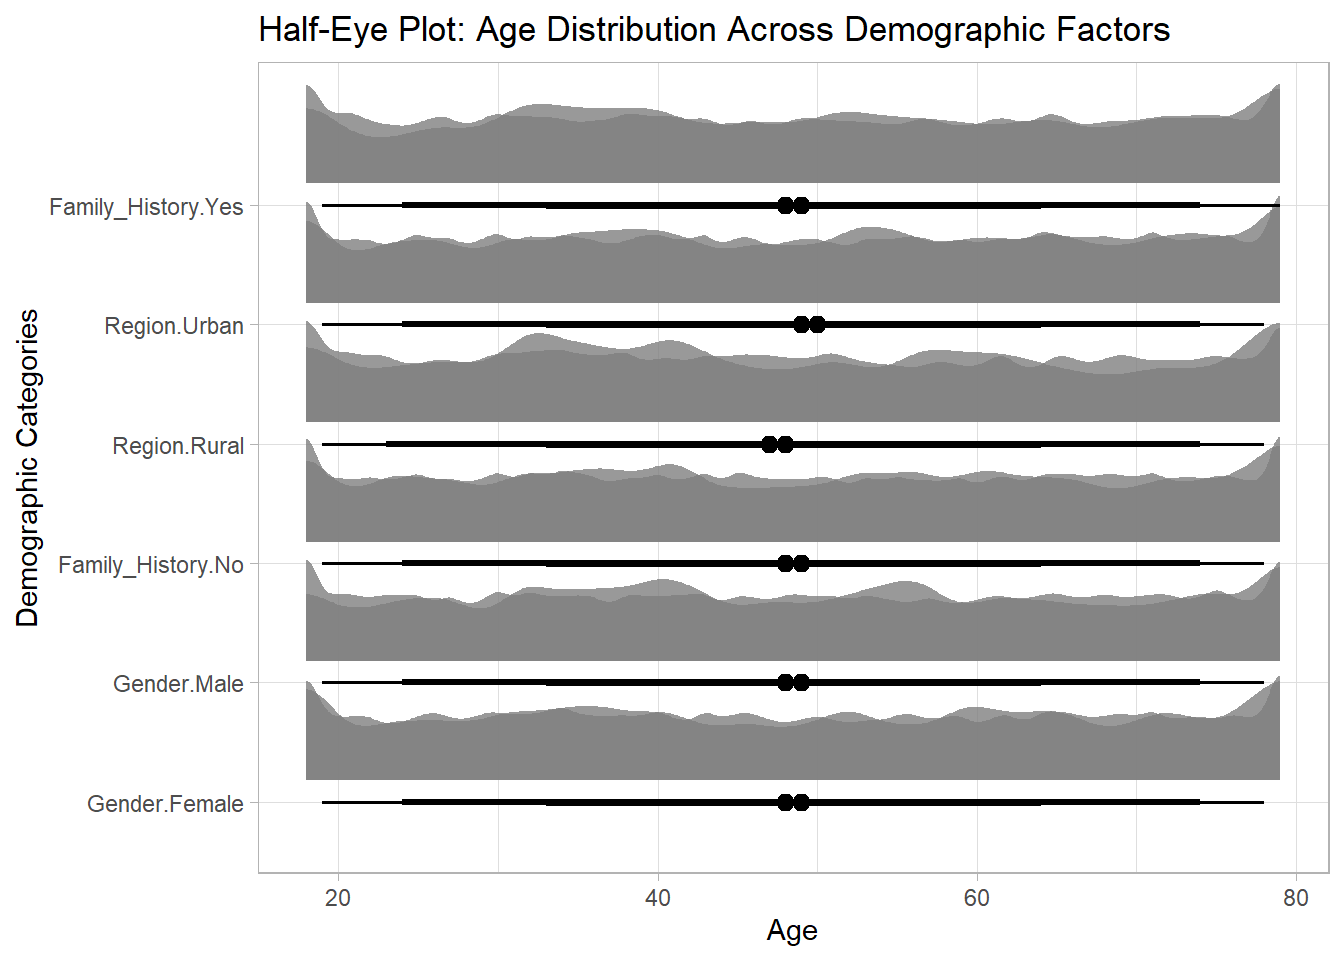 Half-Eye Plot: Age Distribution Across Demographic Factors
Demographic Categories
Family_History.Yes
Region.Urban
Region.Rural
Family_History.No
Gender.Male
Gender.Female
20 40 60 80
Age